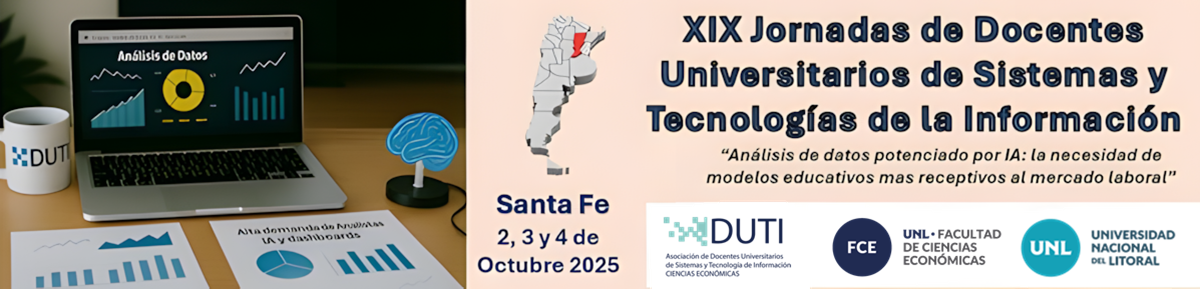 Análisis de Datos
DUTI
Alta demanda de Analistas
IA y dashboards
Santa Fe
2, 3 y 4 de
Octubre 2025
XIX Jornadas de Docentes
Universitarios de Sistemas y
Tecnologías de la Información
“Análisis de datos potenciado por IA: la necesidad de
modelos educativos mas receptivos al mercado laboral”
DUTI
Asociación de Docentes Universitarios
de Sistemas y Tecnología de Información
CIENCIAS ECONÓMICAS
FCE
UNL • FACULTAD
DE CIENCIAS
ECONÓMICAS
UNL
UNIVERSIDAD
NACIONAL
DEL LITORAL